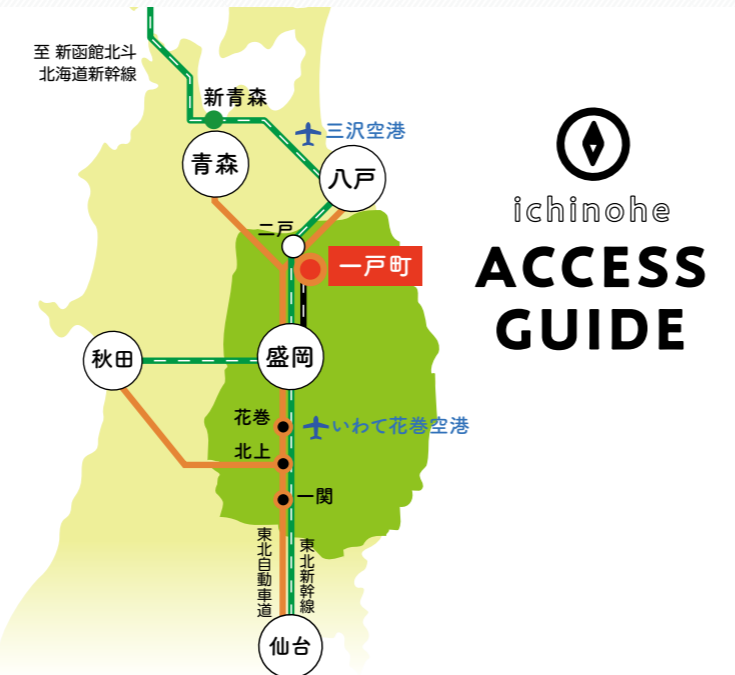 至 新函館北斗
北海道新幹線
新青森
三沢空港
青森
八戸
二戸
一戸町
ichinohe
ACCESS
GUIDE
秋田
盛岡
花巻
いわて花巻空港
北上
一関
東北自動車道
東北新幹線
仙台